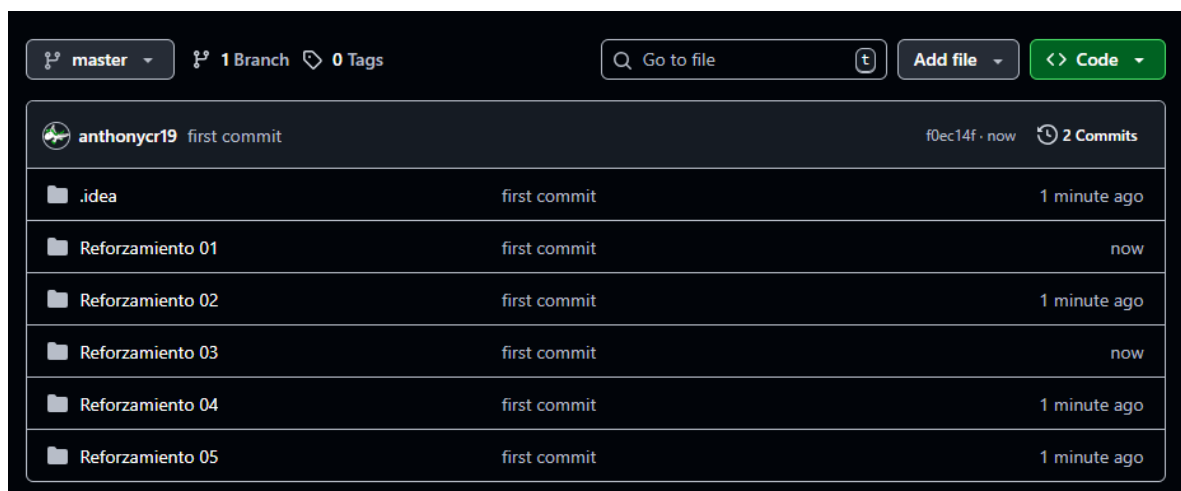 master 1 Branch 0 Tags Go to file t Add file <> Code
anthonycr19 first commit f0ec14f · now 2 Commits
.idea first commit 1 minute ago
Reforzamiento 01 first commit now
Reforzamiento 02 first commit 1 minute ago
Reforzamiento 03 first commit now
Reforzamiento 04 first commit 1 minute ago
Reforzamiento 05 first commit 1 minute ago